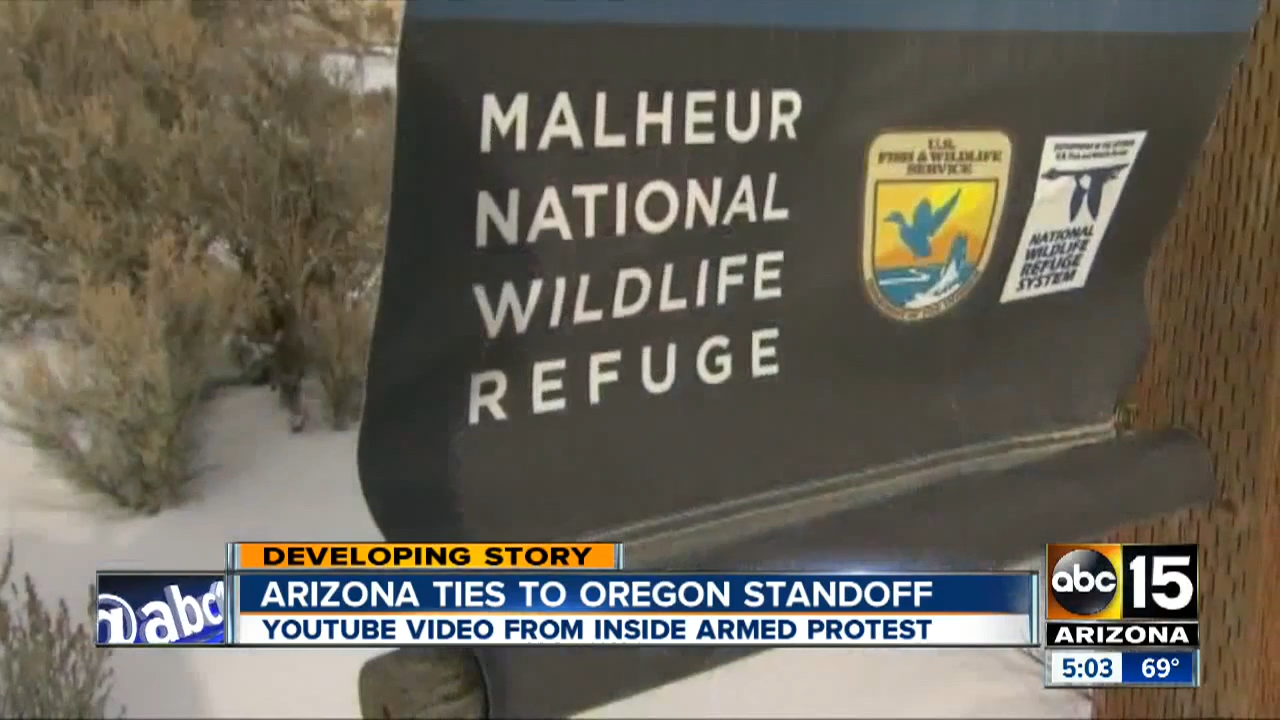 MALHEUR
NATIONAL
WILDLIFE
REFUGE
U.S.
FISH & WILDLIFE
SERVICE
NATIONAL
WILDLIFE
REFUGE
SYSTEM
DEVELOPING STORY
@abc
ARIZONA TIES TO OREGON STANDOFF
YOUTUBE VIDEO FROM INSIDE ARMED PROTEST
abc 15
ARIZONA
5:03 69°